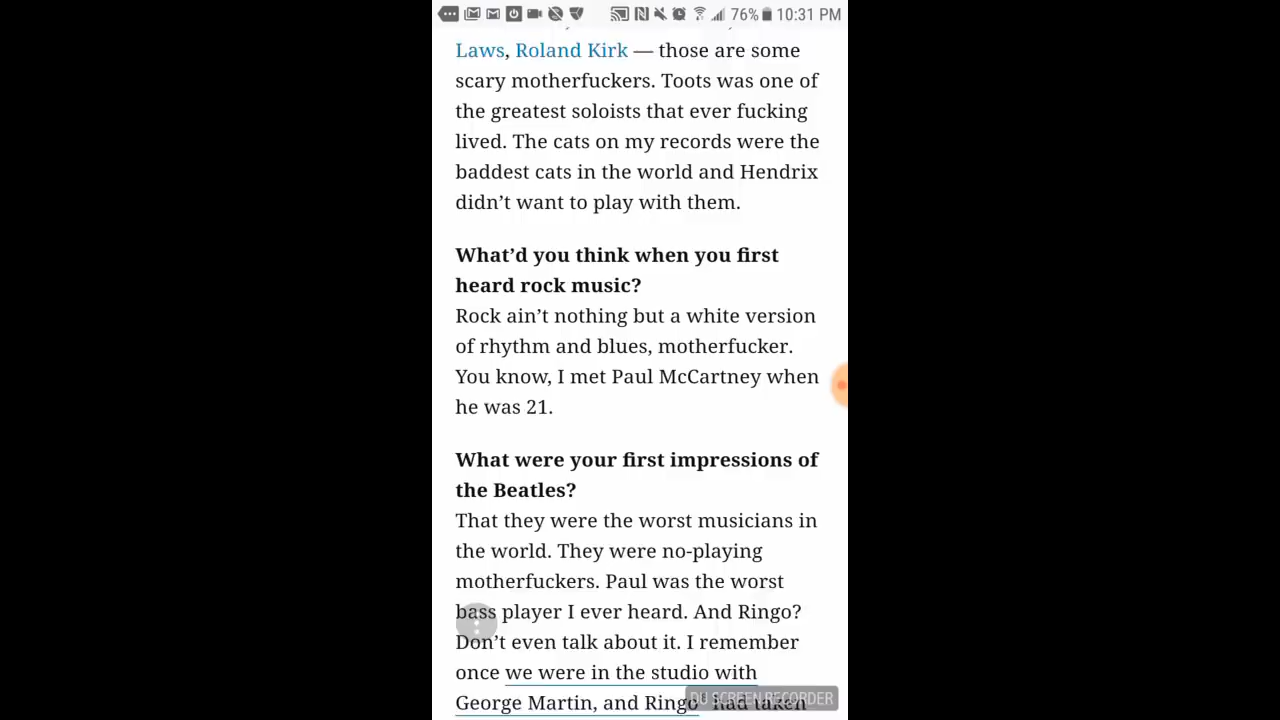 76% 10:31 PM
Laws, Roland Kirk — those are some
scary motherfuckers. Toots was one of
the greatest soloists that ever fucking
lived. The cats on my records were the
baddest cats in the world and Hendrix
didn’t want to play with them.
What’d you think when you first
heard rock music?
Rock ain’t nothing but a white version
of rhythm and blues, motherfucker.
You know, I met Paul McCartney when
he was 21.
What were your first impressions of
the Beatles?
That they were the worst musicians in
the world. They were no-playing
motherfuckers. Paul was the worst
bass player I ever heard. And Ringo?
Don’t even talk about it. I remember
once we were in the studio with
George Martin, and Ringo had taken
DU SCREEN RECORDER